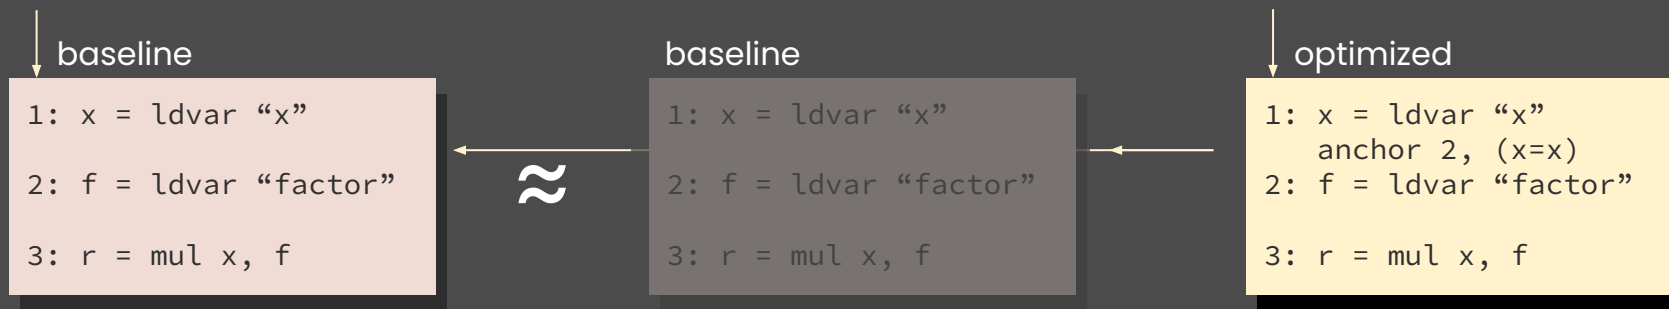 baseline
1: x = ldvar “x”
2: f = ldvar “factor”
3: r = mul x, f
≈
baseline
1: x = ldvar “x”
2: f = ldvar “factor”
3: r = mul x, f
optimized
1: x = ldvar “x”
anchor 2, (x=x)
2: f = ldvar “factor”
3: r = mul x, f